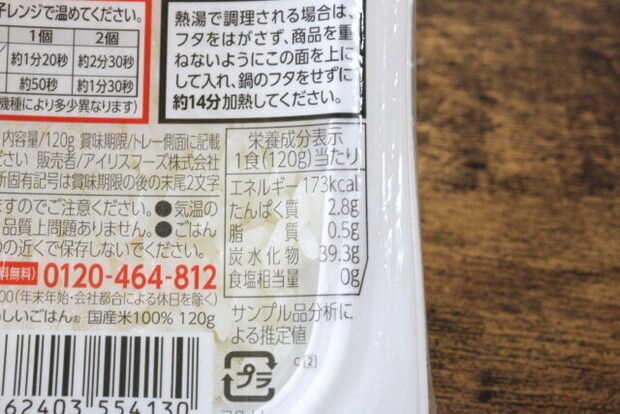 子レンジで温めてください。
1個 2個
約1分20秒 約2分30秒
約50秒 約1分30秒
機種により多少異なります)
熱湯で調理される場合は、
フタをはがさず、商品を重
ねないようにこの面を上に
して入れ、鍋のフタをせずに
約14分加熱してください。
内容量/120g 賞味期限/トレー側面に記載
ださい 販売者/アイリスフーズ株式会社
所固有記号は賞味期限の後の末尾2文字
ますのでご注意ください。●気温の
品質上問題ありません。●ごはん
の近くで保存しないでください。
料無料) 0120-464-812
00(年末年始・会社都合による休日を除く)
いしいごはん® 国産米100% 120g
栄養成分表示
1食(120g)当たり
エネルギー 173kcal
たんぱく質 2.8g
脂質 0.5g
炭水化物 39.3g
食塩相当量 0g
サンプル品分析に
よる推定値
プラ
C [2]
62403 554130